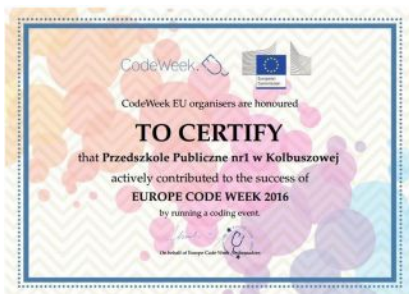 CodeWeek.
European
Commission
CodeWeek EU organisers are honoured
TO CERTIFY
that Przedszkole Publiczne nr1 w Kolbuszowej
actively contributed to the success of
EUROPE CODE WEEK 2016
by running a coding event.
On behalf of Europe Code Week Ambassadors